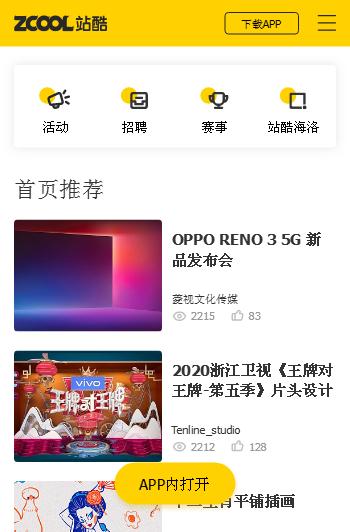 ZCOOL站酷
下载APP
活动
招聘
赛事
站酷海洛
首页推荐
OPPO RENO 3 5G 新
品发布会
菱视文化传媒
2215
83
vivo
王牌对王牌
2020浙江卫视《王牌对
王牌-第五季》片头设计
Tenline_studio
2212
128
APP内打开
十二生肖平铺插画